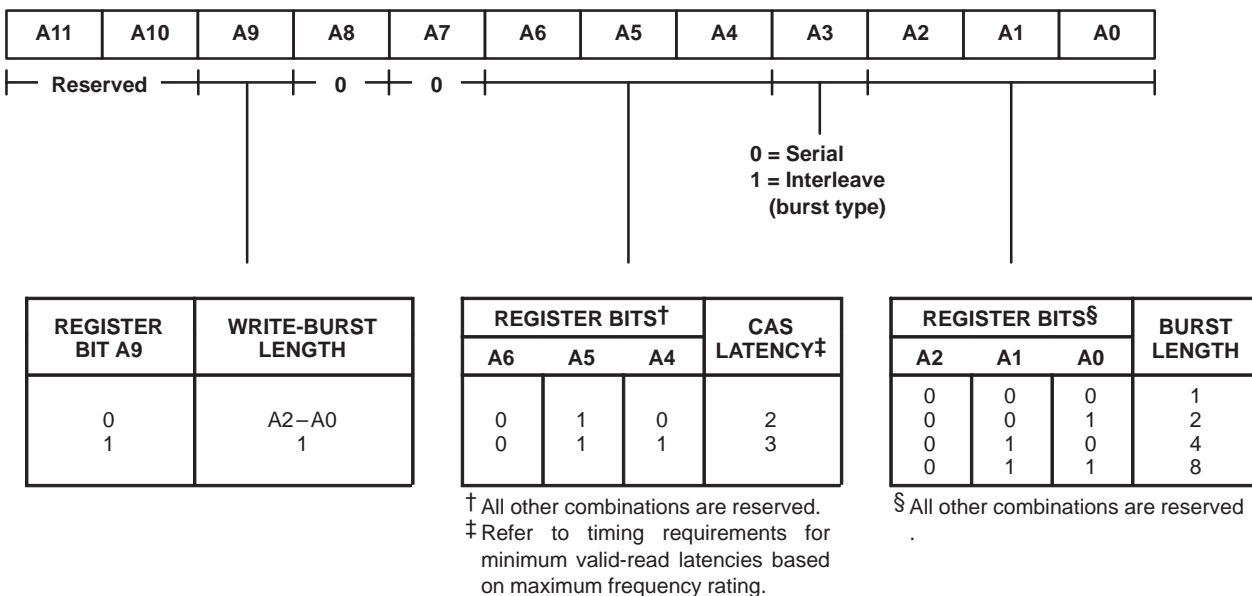 A11 A10 A9 A8 A7 A6 A5 A4 A3 A2 A1 A0
Reserved 0 0
0 = Serial
1 = Interleave
(burst type)
REGISTER
BIT A9
WRITE-BURST
LENGTH
0 A2–A0
1 1
REGISTER BITS†
CAS
LATENCY‡
A6 A5 A4
0 1 0 2
0 1 1 3
† All other combinations are reserved.
‡ Refer to timing requirements for
minimum valid-read latencies based
on maximum frequency rating.
REGISTER BITS§
BURST
LENGTH
A2 A1 A0
0 0 0 1
0 0 1 2
0 1 0 4
0 1 1 8
§ All other combinations are reserved
.